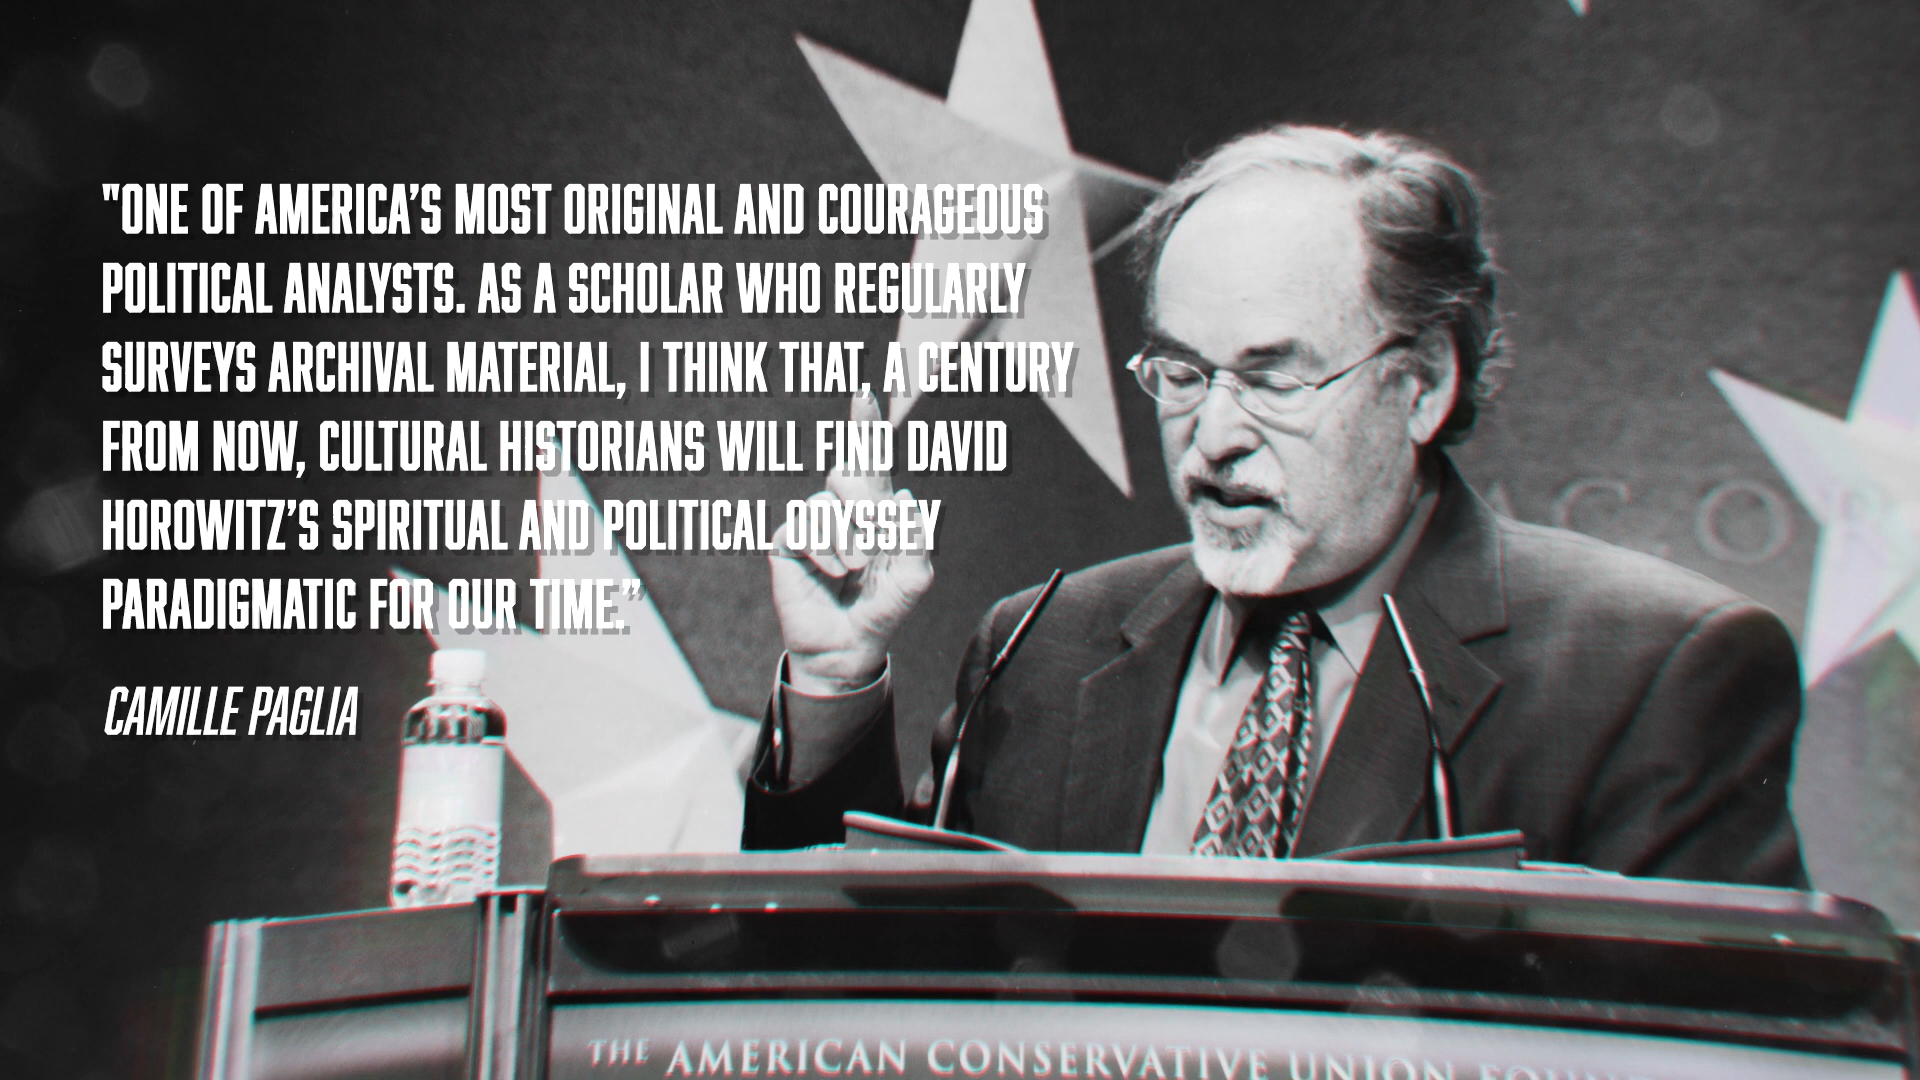 "ONE OF AMERICA’S MOST ORIGINAL AND COURAGEOUS
POLITICAL ANALYSTS. AS A SCHOLAR WHO REGULARLY
SURVEYS ARCHIVAL MATERIAL, I THINK THAT, A CENTURY
FROM NOW, CULTURAL HISTORIANS WILL FIND DAVID
HOROWITZ’S SPIRITUAL AND POLITICAL ODYSSEY
PARADIGMATIC FOR OUR TIME.”
CAMILLE PAGLIA
THE AMERICAN CONSERVATIVE UNION